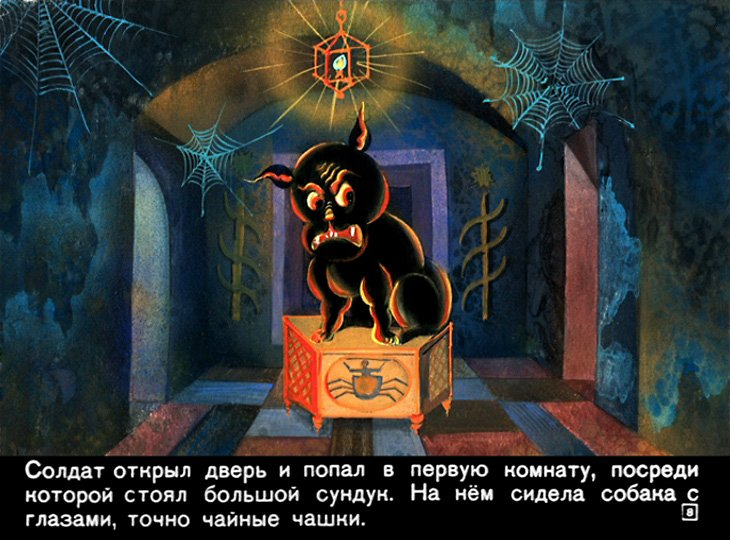 Солдат открыл дверь и попал в первую комнату, посреди
которой стоял большой сундук. На нём сидела собака с
глазами, точно чайные чашки.
8